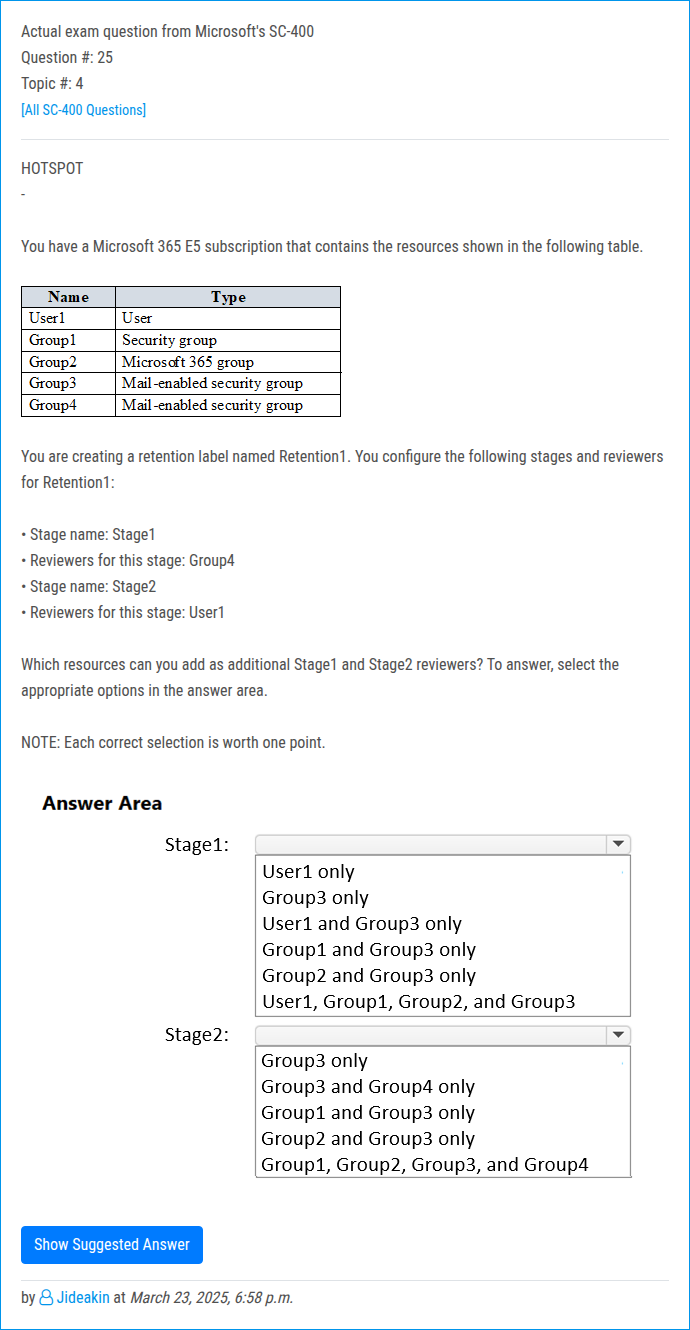 Actual exam question from Microsoft's SC-400
Question #: 25
Topic #: 4
[All SC-400 Questions]
HOTSPOT
-
You have a Microsoft 365 E5 subscription that contains the resources shown in the following table.
Name Type
User1 User
Group1 Security group
Group2 Microsoft 365 group
Group3 Mail-enabled security group
Group4 Mail-enabled security group
You are creating a retention label named Retention1. You configure the following stages and reviewers
for Retention1:
• Stage name: Stage1
• Reviewers for this stage: Group4
• Stage name: Stage2
• Reviewers for this stage: User1
Which resources can you add as additional Stage1 and Stage2 reviewers? To answer, select the
appropriate options in the answer area.
NOTE: Each correct selection is worth one point.
Answer Area
Stage1:
User1 only
Group3 only
User1 and Group3 only
Group1 and Group3 only
Group2 and Group3 only
User1, Group1, Group2, and Group3
Stage2:
Group3 only
Group3 and Group4 only
Group1 and Group3 only
Group2 and Group3 only
Group1, Group2, Group3, and Group4
Show Suggested Answer
by Jideakin at March 23, 2025, 6:58 p.m.